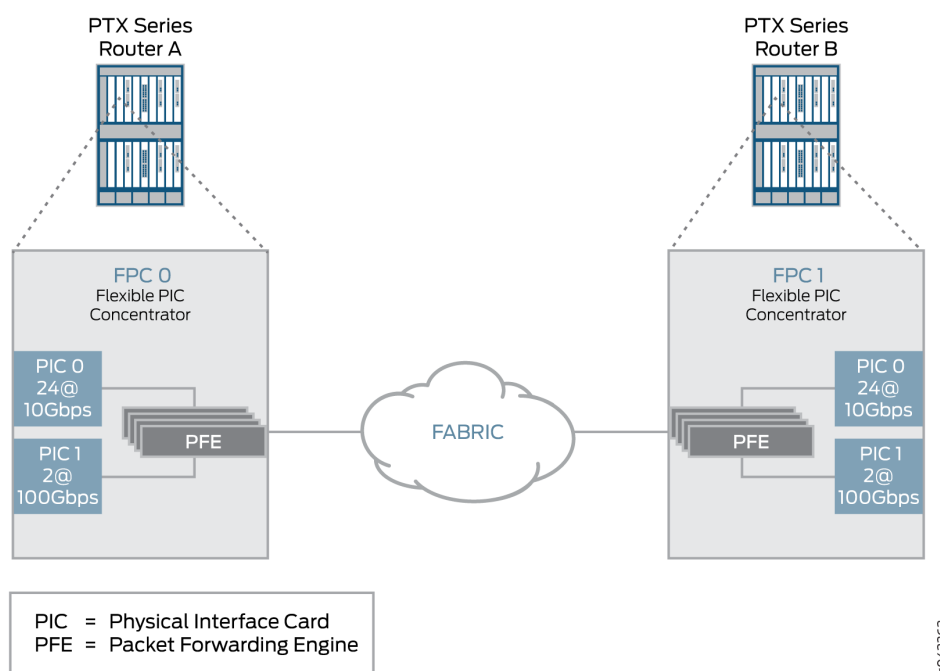 PTX Series
Router A
PTX Series
Router B
FPC 0
Flexible PIC
Concentrator
PIC 0
24@
10Gbps
PIC 1
2@
100Gbps
PFE
FABRIC
FPC 1
Flexible PIC
Concentrator
PFE
PIC 0
24@
10Gbps
PIC 1
2@
100Gbps
PIC = Physical Interface Card
PFE = Packet Forwarding Engine